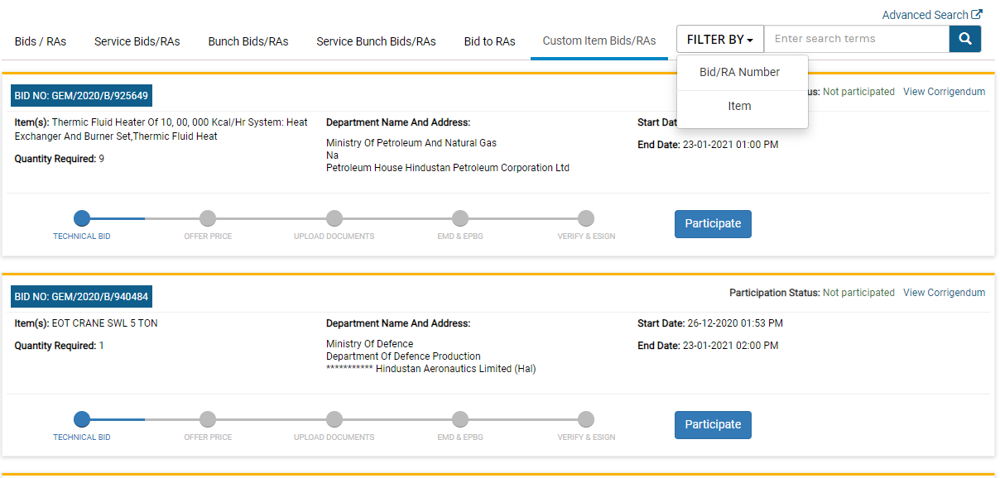 Advanced Search
Bids / RAs Service Bids/RAs Bunch Bids/RAs Service Bunch Bids/RAs Bid to RAs Custom Item Bids/RAs FILTER BY Enter search terms
Bid/RA Number
Item
BID NO: GEM/2020/B/925649
us: Not participated View Corrigendum
Item(s): Thermic Fluid Heater Of 10, 00, 000 Kcal/Hr System: Heat
Exchanger And Burner Set,Thermic Fluid Heat
Quantity Required: 9
Department Name And Address:
Ministry Of Petroleum And Natural Gas
Na
Petroleum House Hindustan Petroleum Corporation Ltd
Start Dat
End Date: 23-01-2021 01:00 PM
TECHNICAL BID OFFER PRICE UPLOAD DOCUMENTS EMD & EPBG VERIFY & ESIGN
Participate
BID NO: GEM/2020/B/940484
Participation Status: Not participated View Corrigendum
Item(s): EOT CRANE SWL 5 TON
Quantity Required: 1
Department Name And Address:
Ministry Of Defence
Department Of Defence Production
*********** Hindustan Aeronautics Limited (Hal)
Start Date: 26-12-2020 01:53 PM
End Date: 23-01-2021 02:00 PM
TECHNICAL BID OFFER PRICE UPLOAD DOCUMENTS EMD & EPBG VERIFY & ESIGN
Participate